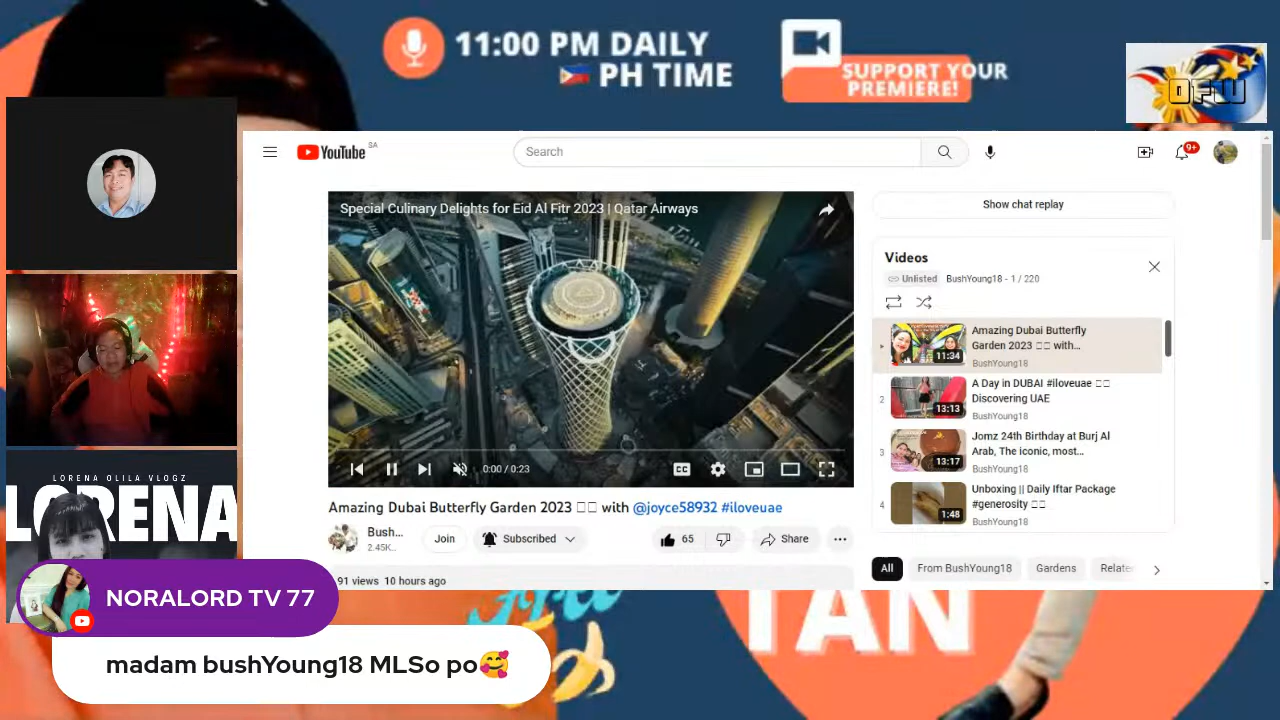 11:00 PM DAILY
PH TIME
SUPPORT YOUR
PREMIERE!
OFW
YouTube SA
Search
9+
Special Culinary Delights for Eid Al Fitr 2023 | Qatar Airways
0:00 / 0:23
CC
Amazing Dubai Butterfly Garden 2023 with @joyce58932 #iloveuae
Bush...
2.45K..
Join
Subscribed
65
Share
91 views 10 hours ago
Show chat replay
Videos
Unlisted BushYoung18 - 1 / 220
Amazing Dubai Butterfly
Garden 2023 with...
BushYoung18
11:34
2
A Day in DUBAI #iloveuae
Discovering UAE
BushYoung18
13:13
3
Jomz 24th Birthday at Burj Al
Arab, The iconic, most...
BushYoung18
13:17
4
Unboxing || Daily Iftar Package
#generosity
BushYoung18
1:48
All
From BushYoung18
Gardens
Relate
LORENA OLILA VLOGZ
LORENA
NORALORD TV 77
madam bushYoung18 MLSo po🥰
TAN